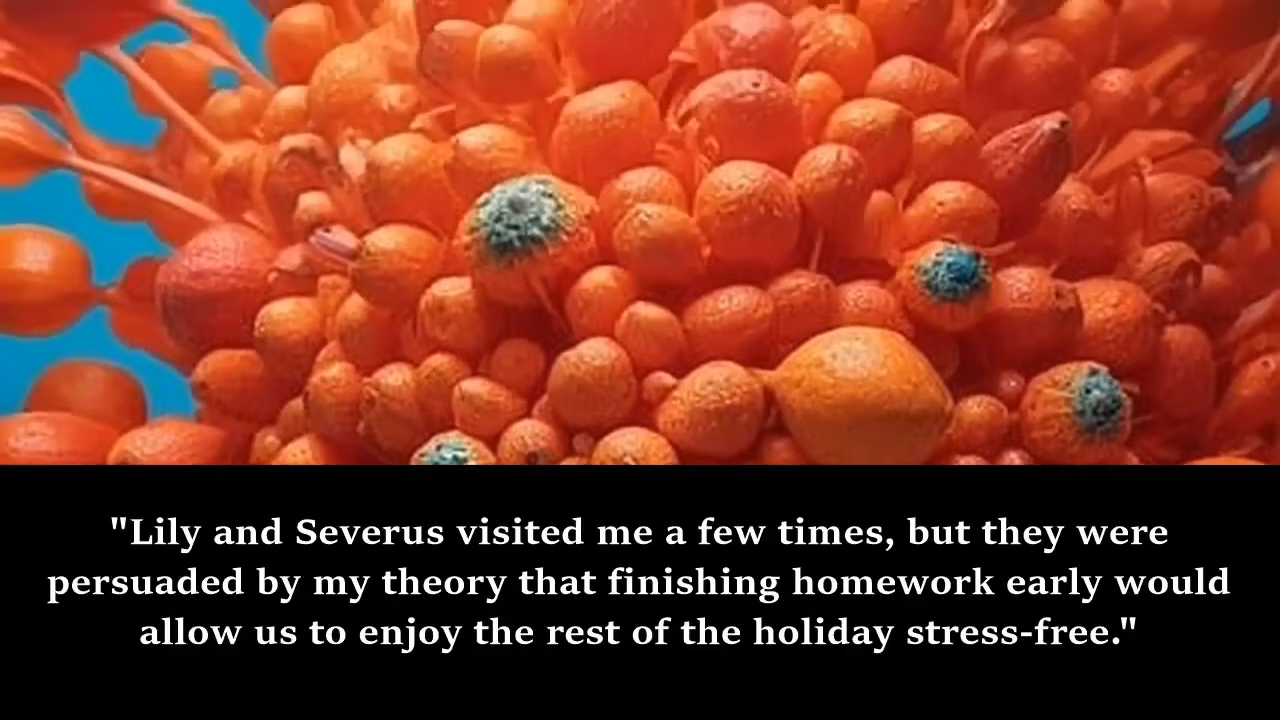 "Lily and Severus visited me a few times, but they were
persuaded by my theory that finishing homework early would
allow us to enjoy the rest of the holiday stress-free."